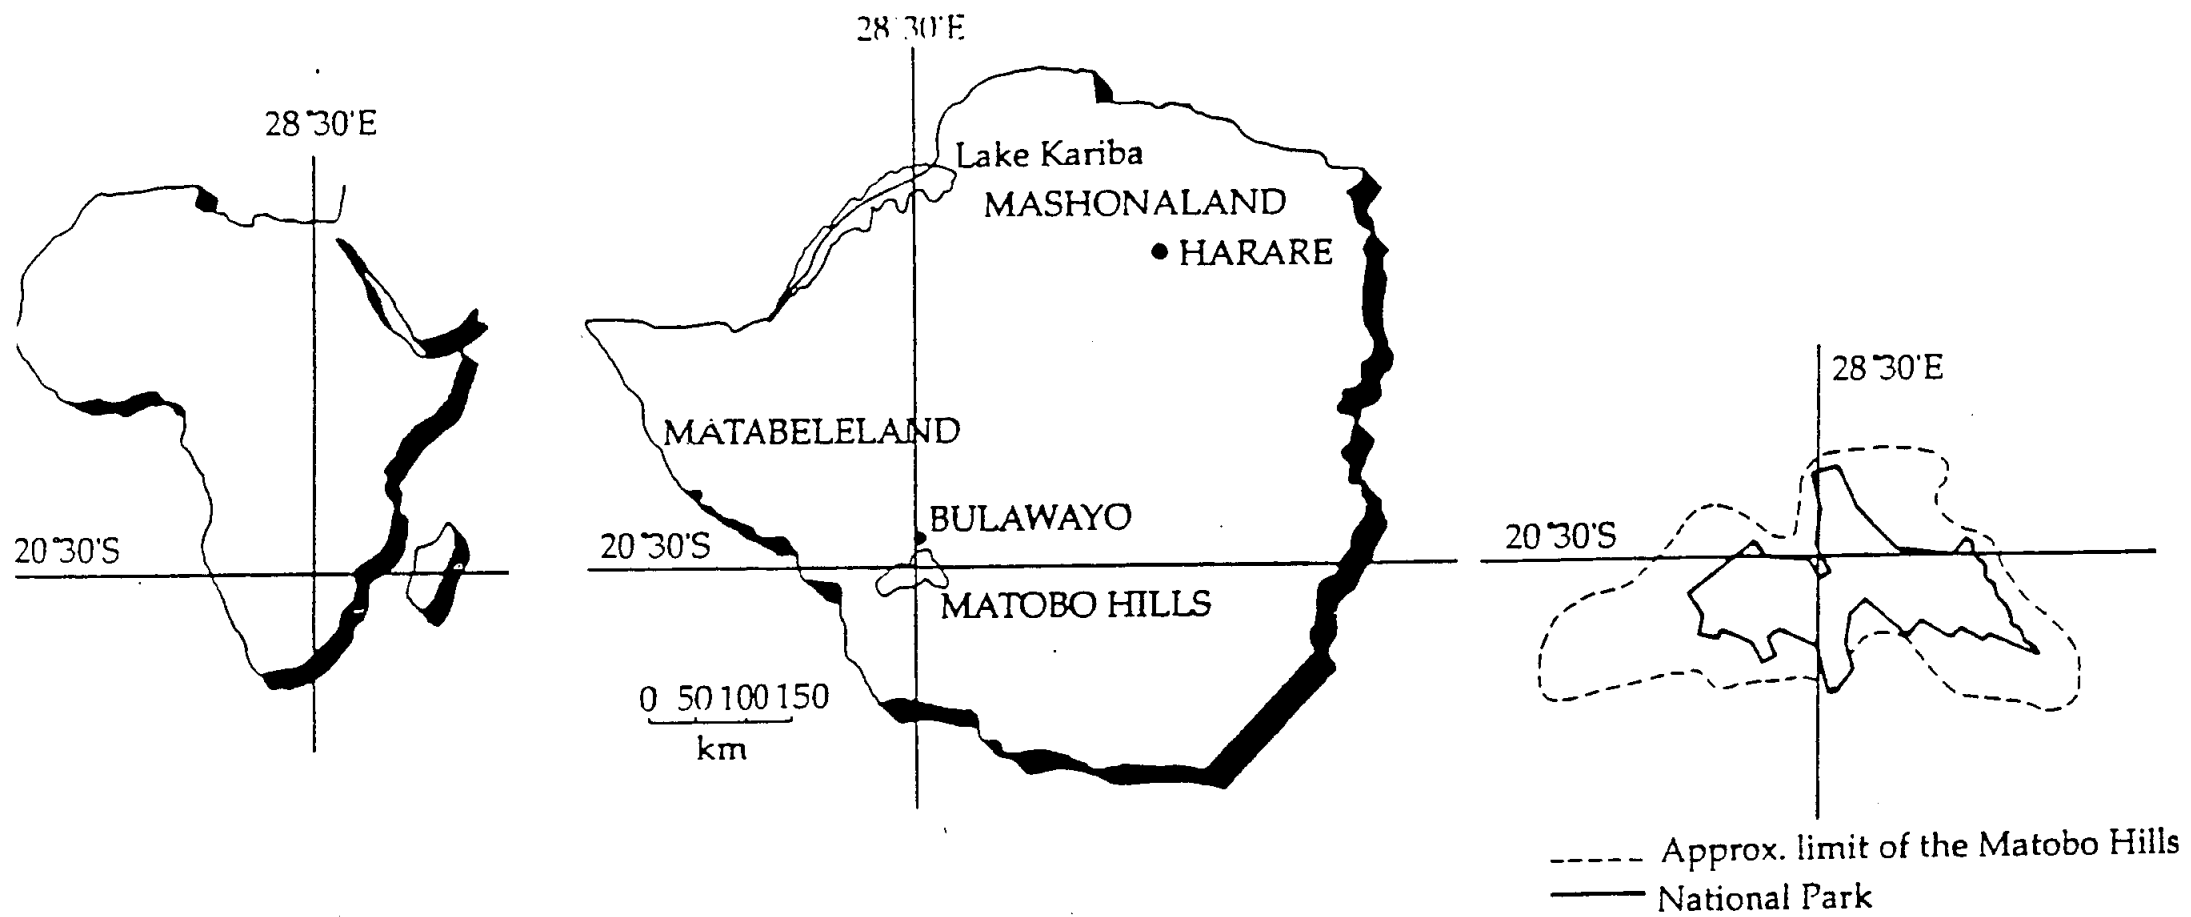 28°30'E
20°30'S
28°30'E
Lake Kariba
MASHONALAND
HARARE
MATABELELAND
BULAWAYO
20°30'S
MATOBO HILLS
0 50 100 150
km
28°30'E
20°30'S
Approx. limit of the Matobo Hills
National Park